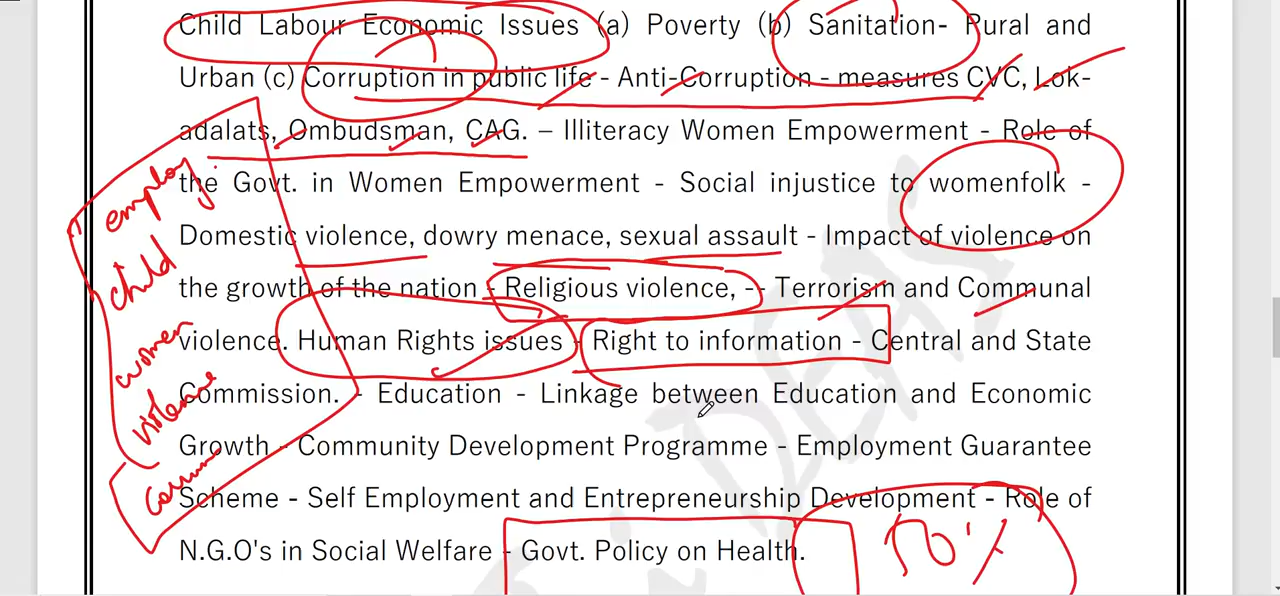 Child Labour Economic Issues (a) Poverty (b) Sanitation- Rural and
Urban (c) Corruption in public life - Anti-Corruption - measures CVC, Lok-
adalats, Ombudsman, CAG. – Illiteracy Women Empowerment - Role of
the Govt. in Women Empowerment - Social injustice to womenfolk -
Domestic violence, dowry menace, sexual assault - Impact of violence on
the growth of the nation - Religious violence, -- Terrorism and Communal
violence. Human Rights issues - Right to information - Central and State
Commission. - Education - Linkage between Education and Economic
Growth - Community Development Programme - Employment Guarantee
Scheme - Self Employment and Entrepreneurship Development - Role of
N.G.O's in Social Welfare - Govt. Policy on Health.
employ
child
women
violence
comm
50%